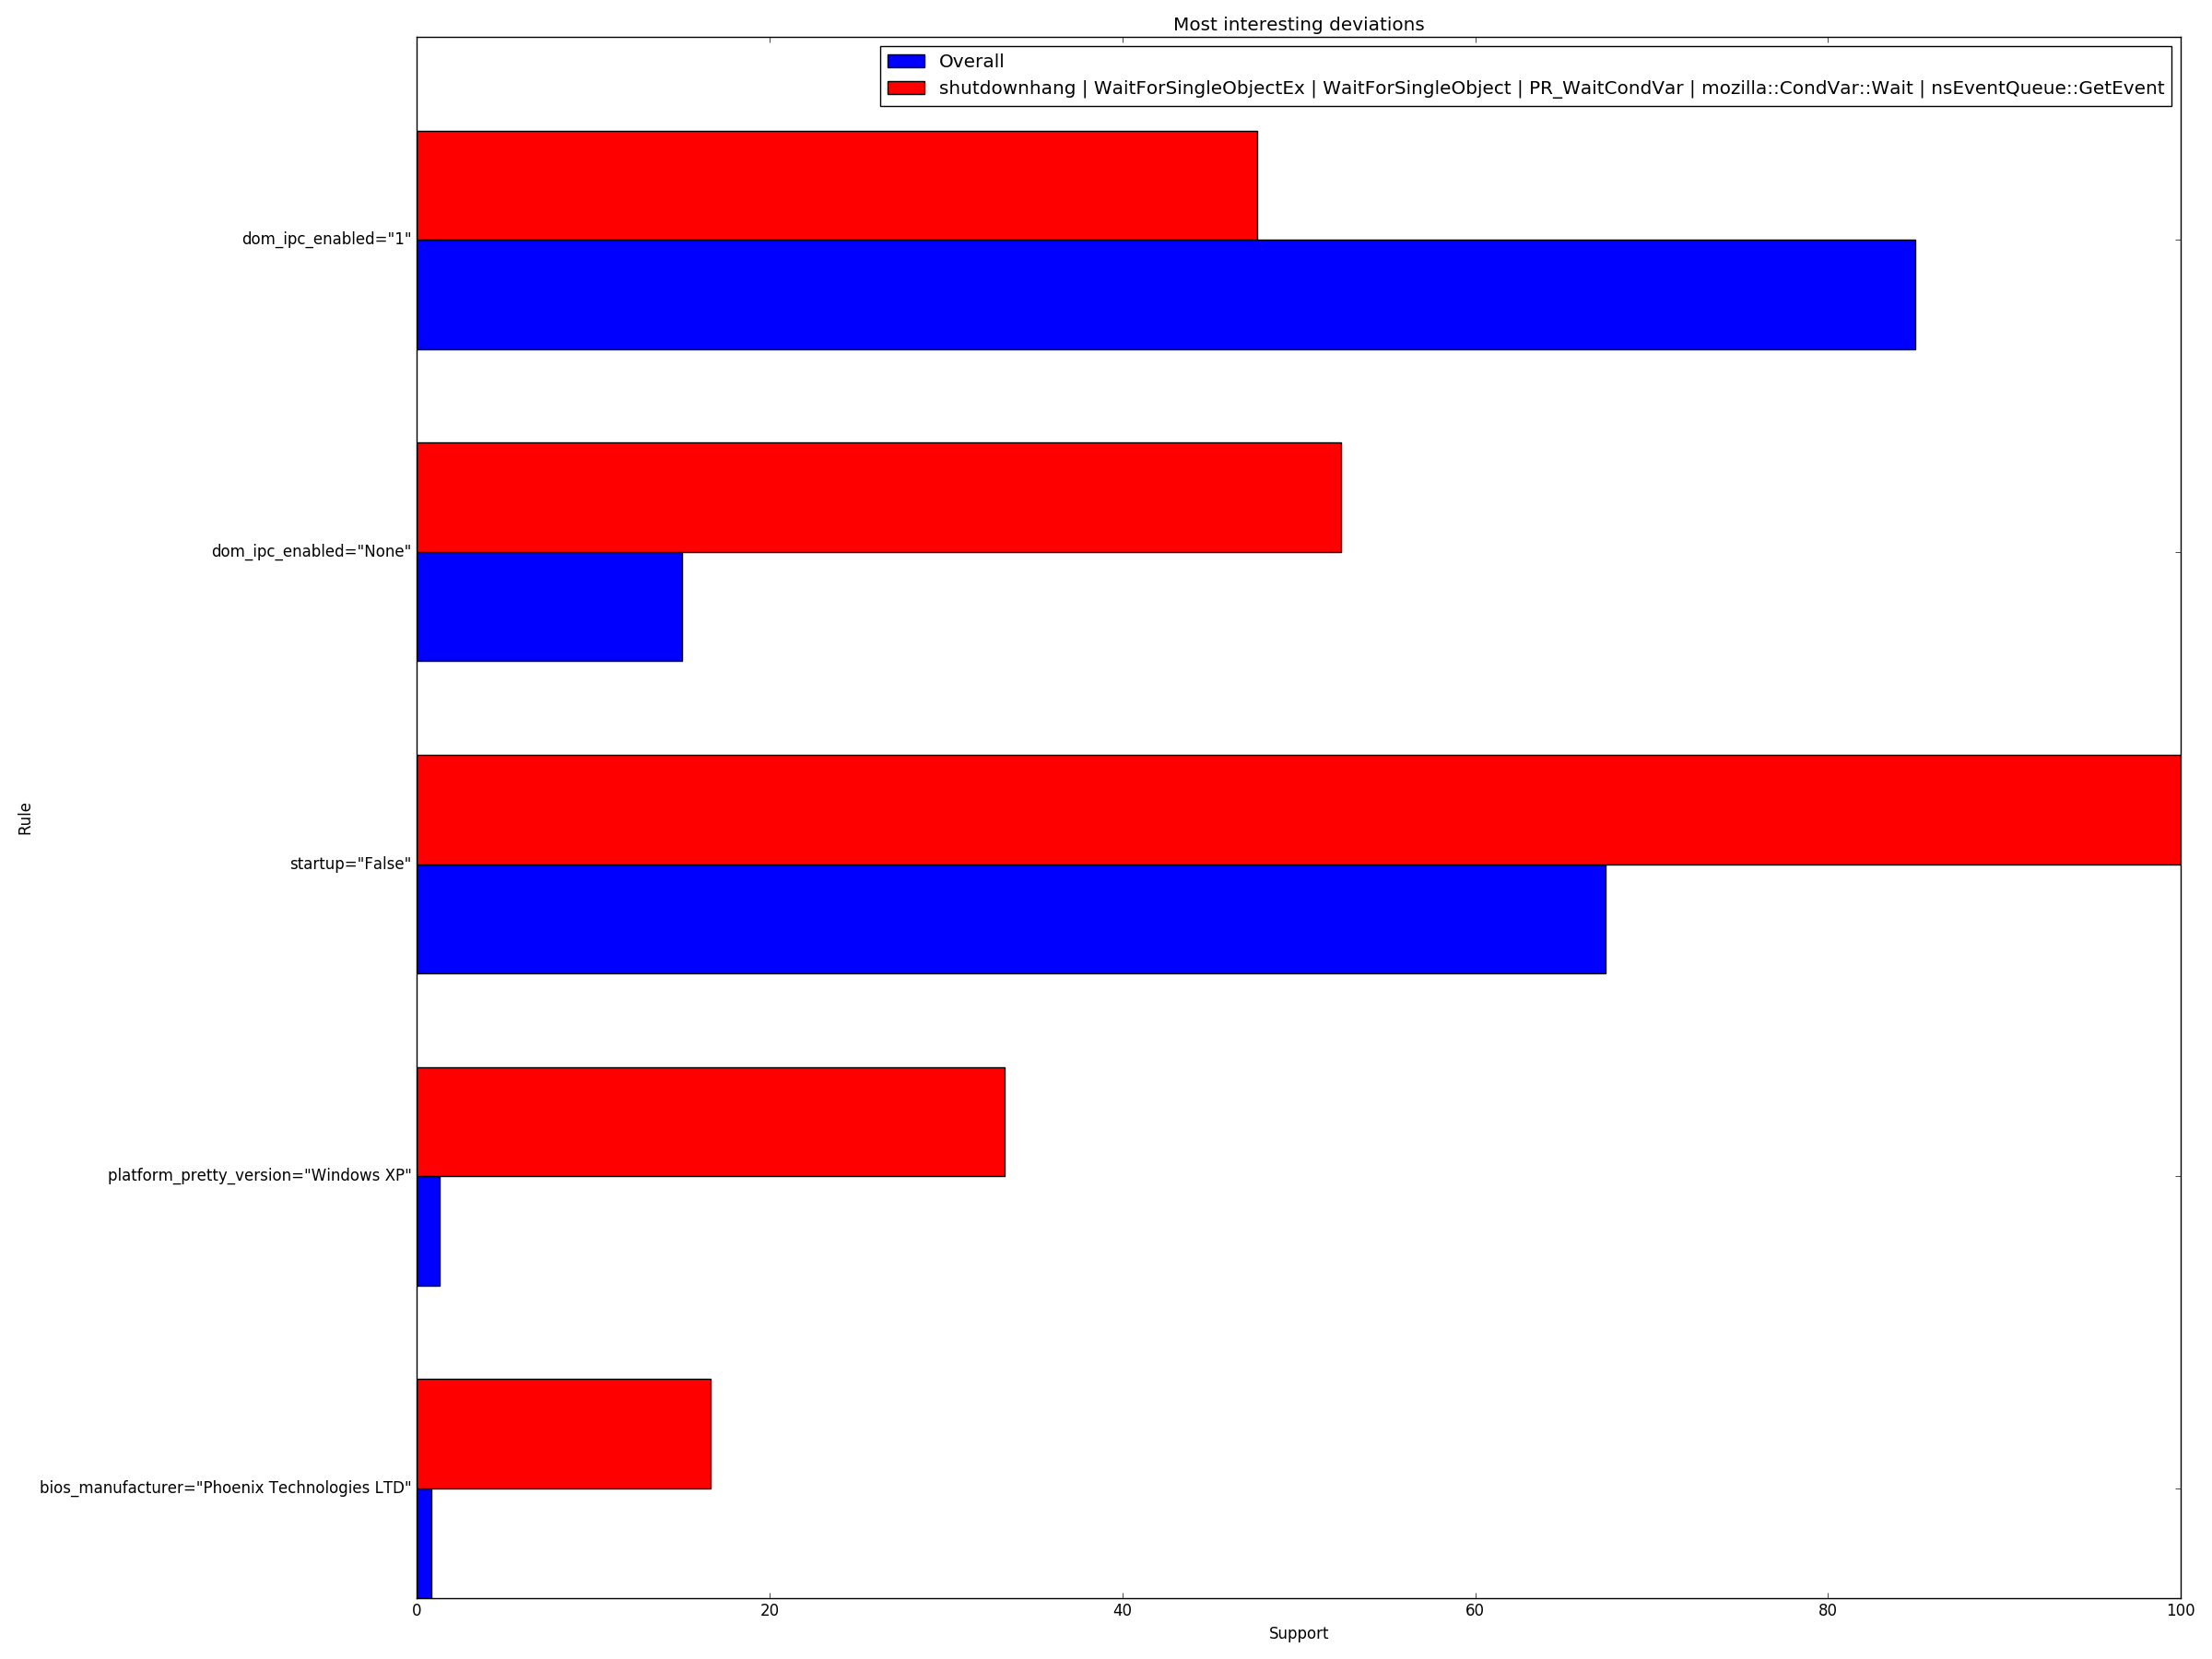 Most interesting deviations
Overall
shutdownhang | WaitForSingleObjectEx | WaitForSingleObject | PR_WaitCondVar | mozilla::CondVar::Wait | nsEventQueue::GetEvent
dom_ipc_enabled="1"
dom_ipc_enabled="None"
Rule
startup="False"
platform_pretty_version="Windows XP"
bios_manufacturer="Phoenix Technologies LTD"
0 20 40 60 80 100
Support